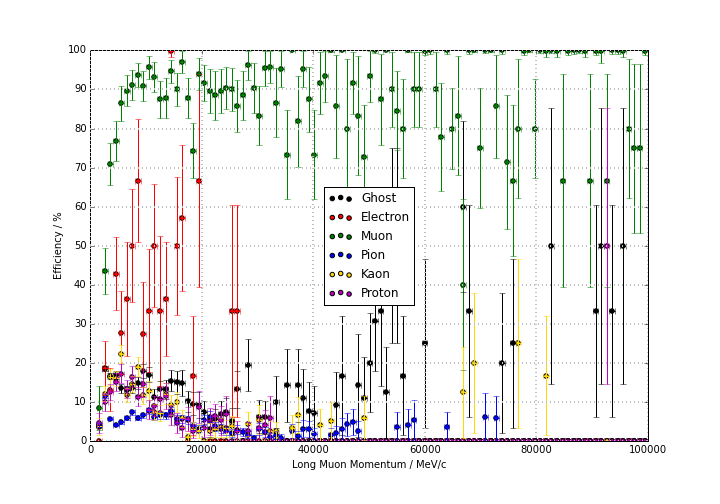 100
90
80
70
60
50
40
30
20
10
0
Efficiency / %
Ghost
Electron
Muon
Pion
Kaon
Proton
0 20000 40000 60000 80000 100000
Long Muon Momentum / MeV/c